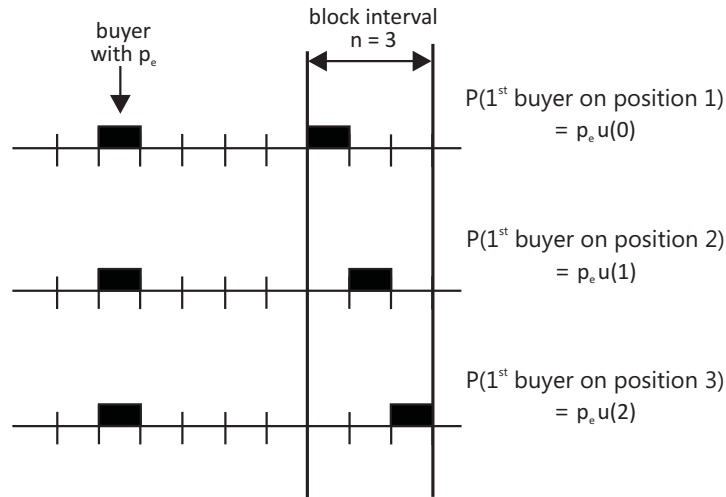 buyer
with pₑ
block interval
n = 3
P(1ˢᵗ buyer on position 1)
= pₑ u(0)
P(1ˢᵗ buyer on position 2)
= pₑ u(1)
P(1ˢᵗ buyer on position 3)
= pₑ u(2)